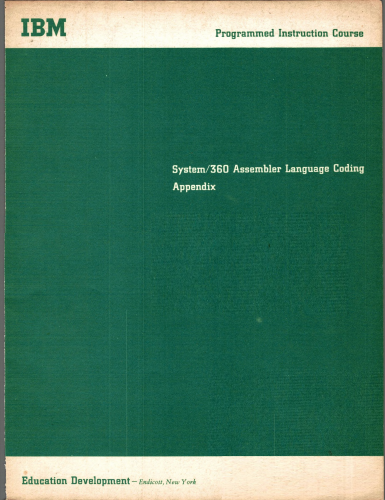 IBM
Programmed Instruction Course
System/360 Assembler Language Coding
Appendix
Education Development – Endicott, New York